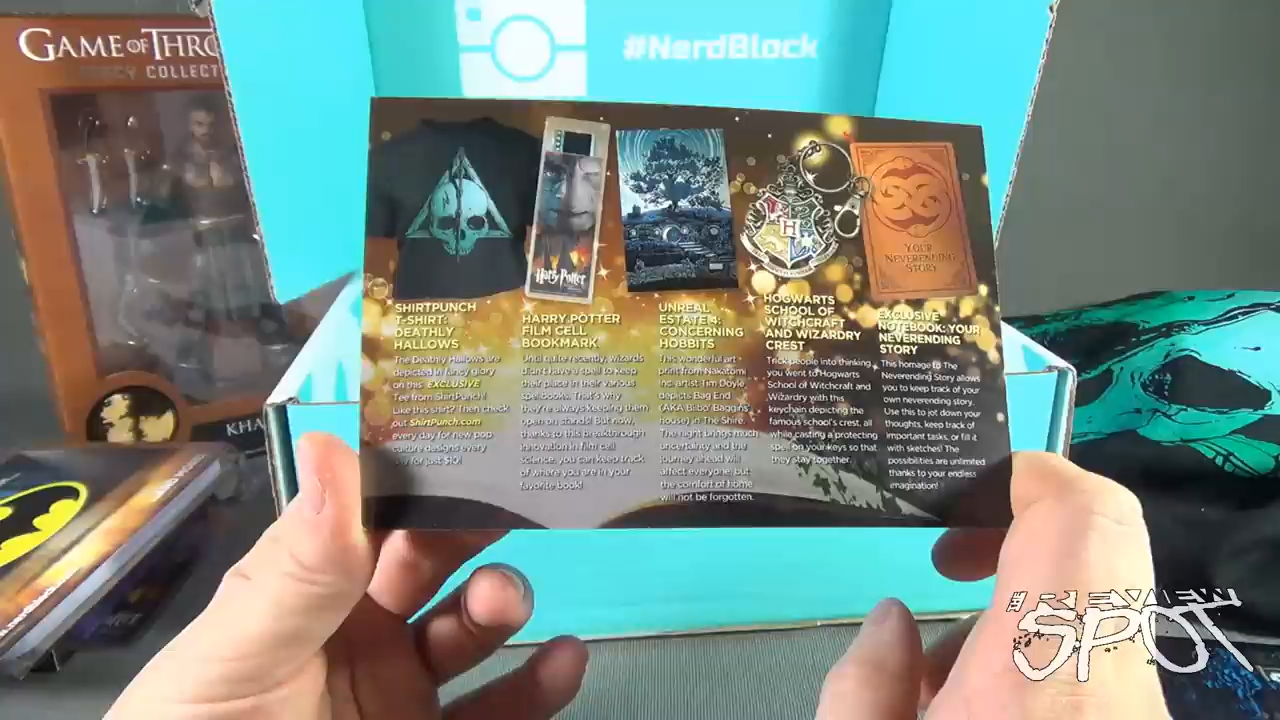 GAME OF THRO
LEGACY COLLECT
#NerdBlock
Harry Potter
H
YOUR
NEVERENDING
STORY
SHIRTPUNCH
T-SHIRT:
DEATHLY
HALLOWS
The Deathly Hallows are
depicted in fancy glory
on this EXCLUSIVE
Tee from ShirtPunch!
Like this shirt? Then check
out ShirtPunch.com
every day for new pop
culture designs every
day for just $10!
HARRY POTTER
FILM CELL
BOOKMARK
Until quite recently, wizards
didn't have a spell to keep
their place in their various
spell books. That's why
they're always keeping them
open on stands! But now,
thanks to this breakthrough
innovation in film cell
science, you can keep track
of where you are in your
favorite book!
UNREAL
ESTATE 4:
CONCERNING
HOBBITS
This wonderful art
print from Nakatomi
Inc artist Tim Doyle
depicts Bag End
(AKA Bilbo Baggins'
house) in The Shire.
The night brings much
uncertainty and the
journey ahead will
affect everyone, but
the comfort of home
will not be forgotten.
HOGWARTS
SCHOOL OF
WITCHCRAFT
AND WIZARDRY
CREST
Trick people into thinking
you went to Hogwarts
School of Witchcraft and
Wizardry with this
keychain depicting the
famous school's crest, all
while casting a protecting
spell on your keys so that
they stay together.
EXCLUSIVE
NOTEBOOK: YOUR
NEVERENDING
STORY
This homage to The
Neverending Story allows
you to keep track of your
own neverending story.
Use this to jot down your
thoughts, keep track of
important tasks, or fill it
with sketches! The
possibilities are unlimited
thanks to your endless
imagination!
KHA
THE REVIEW
SPOT